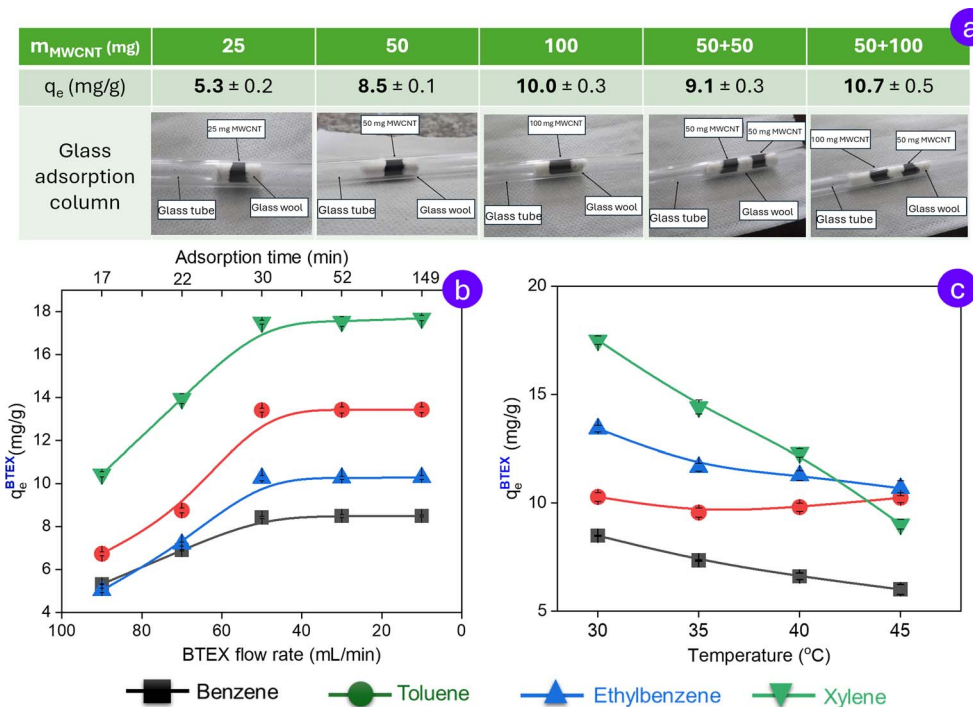 a
m_MWCNT (mg) 25 50 100 50+50 50+100
q_e (mg/g) 5.3 ± 0.2 8.5 ± 0.1 10.0 ± 0.3 9.1 ± 0.3 10.7 ± 0.5
Glass
adsorption
column
25 mg MWCNT
Glass tube
Glass wool
50 mg MWCNT
Glass tube
Glass wool
100 mg MWCNT
Glass tube
Glass wool
50 mg MWCNT
50 mg MWCNT
Glass tube
Glass wool
100 mg MWCNT
50 mg MWCNT
Glass tube
Glass wool
b
Adsorption time (min)
17 22 30 52 149
18
16
14
12
10
8
6
4
q_e^BTEX (mg/g)
100 80 60 40 20 0
BTEX flow rate (mL/min)
c
20
15
10
5
q_e^BTEX (mg/g)
30 35 40 45
Temperature (°C)
Benzene Toluene Ethylbenzene Xylene